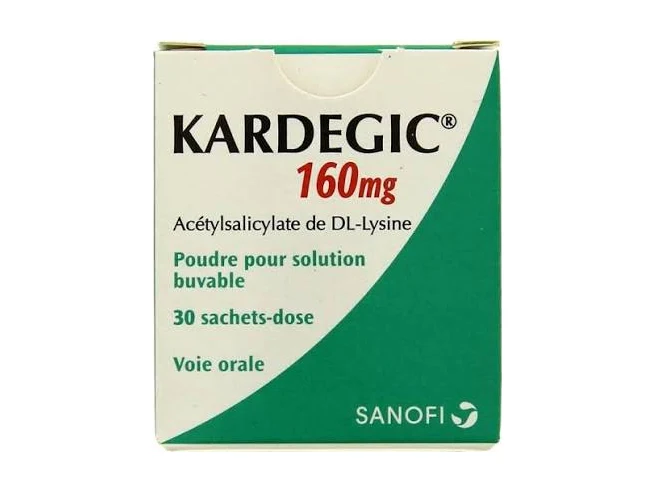 KARDEGIC®
160mg
Acétylsalicylate de DL-Lysine
Poudre pour solution
buvable
30 sachets-dose
Voie orale
SANOFI